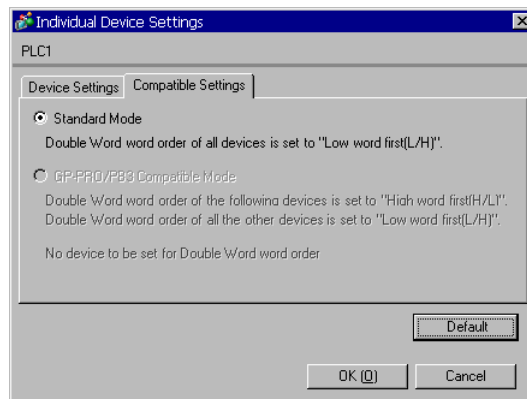 Individual Device Settings
PLC1
Device Settings
Compatible Settings
Standard Mode
Double Word word order of all devices is set to "Low word first(L/H)".
GP-PRO/PB3 Compatible Mode
Double Word word order of the following devices is set to "High word first(H/L)".
Double Word word order of all the other devices is set to "Low word first(L/H)".
No device to be set for Double Word word order
Default
OK (O)
Cancel